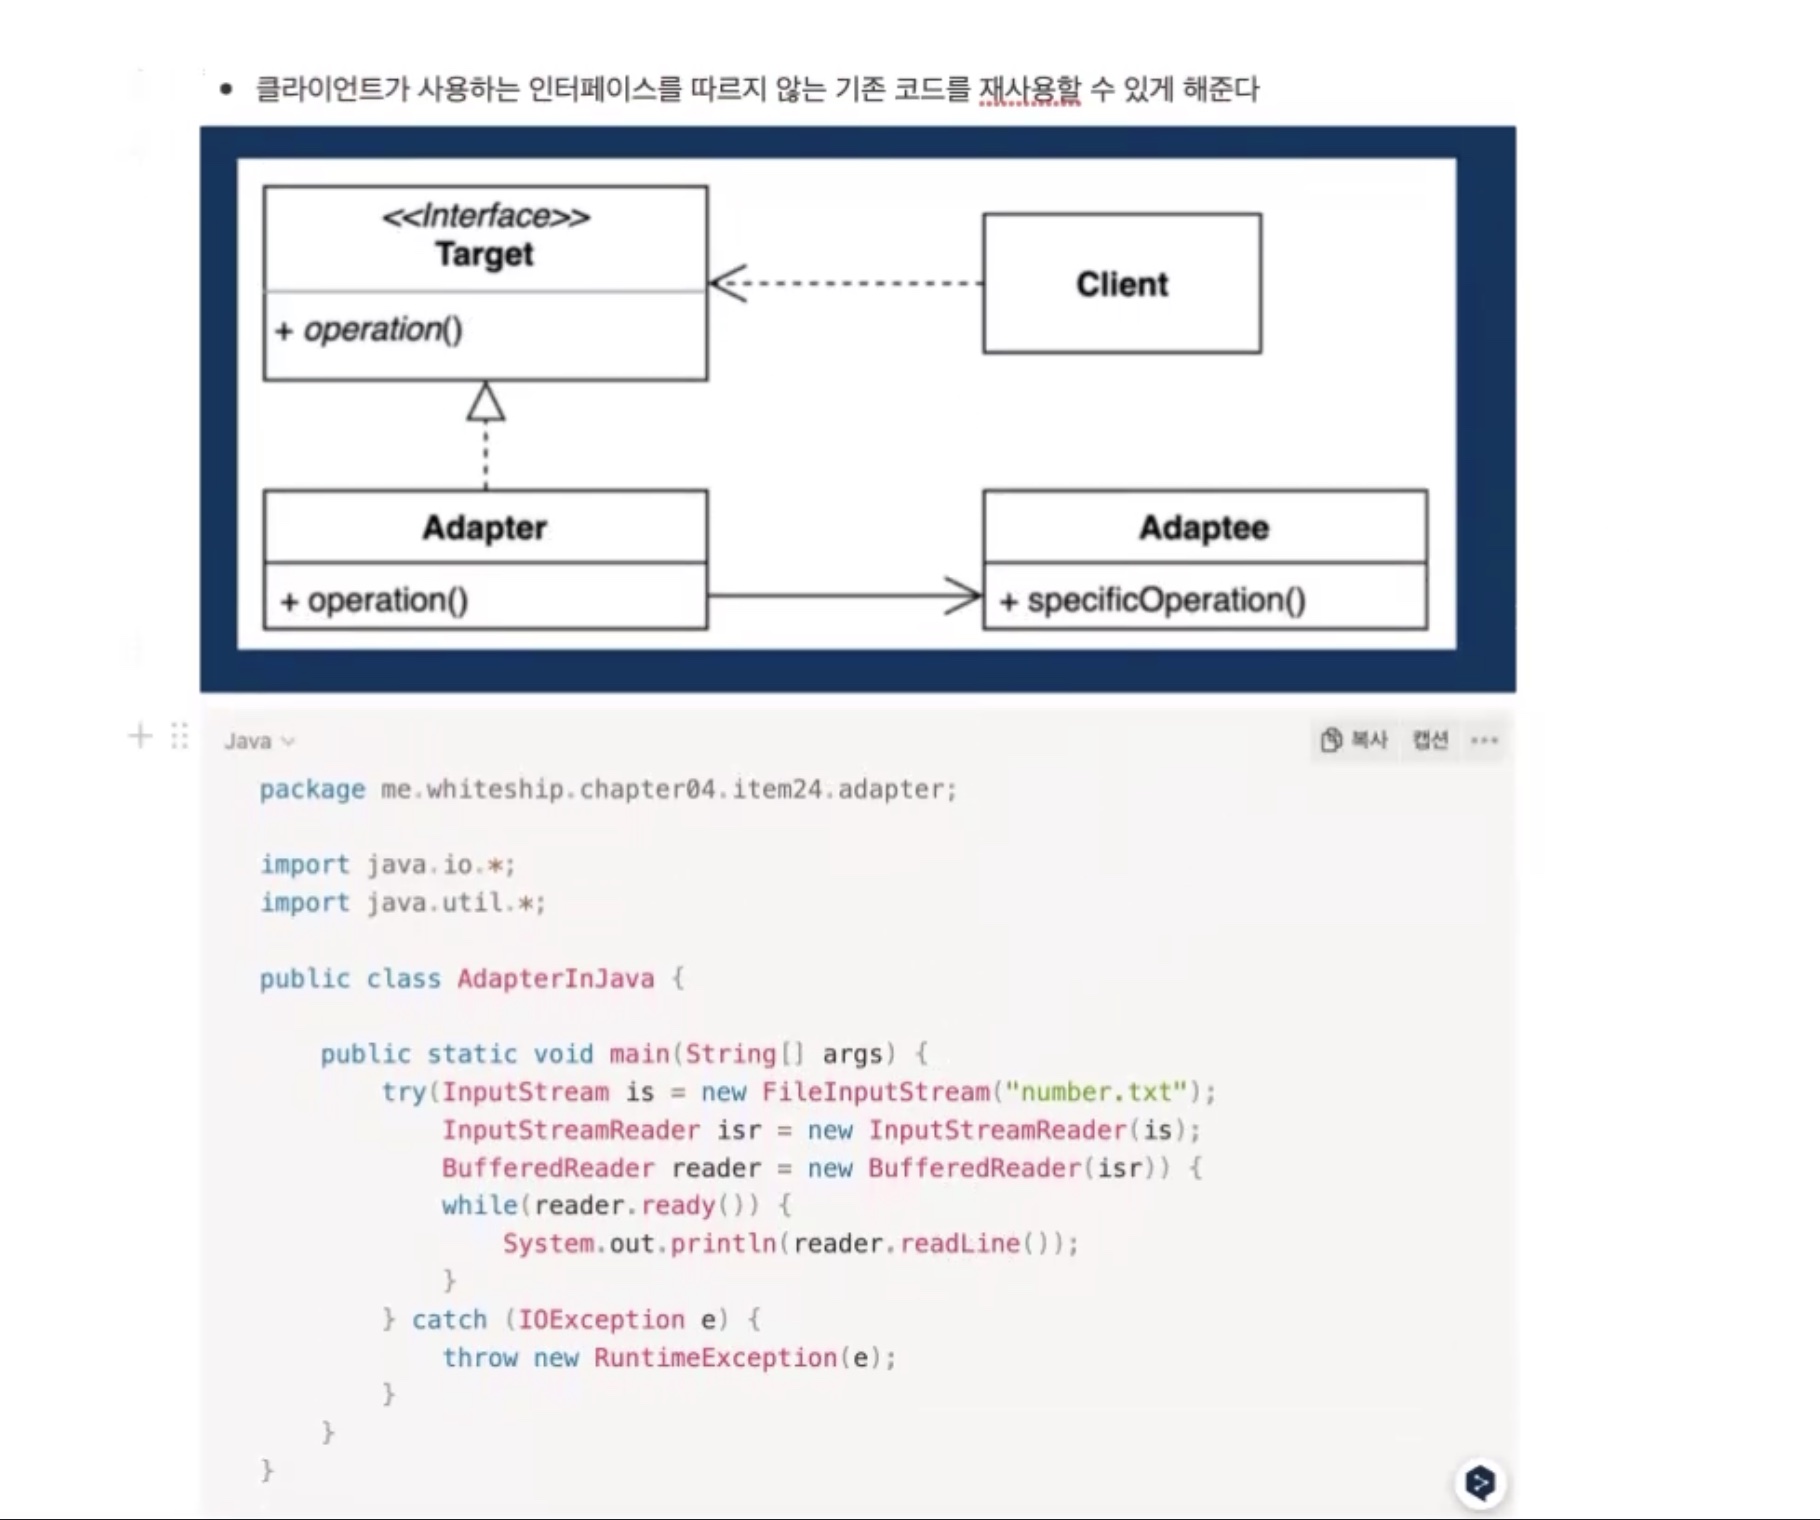 • 클라이언트가 사용하는 인터페이스를 따르지 않는 기존 코드를 재사용할 수 있게 해준다
<<Interface>>
Target
+ operation()
Client
Adapter
+ operation()
Adaptee
+ specificOperation()
Java
복사 캡션 •••
package me.whiteship.chapter04.item24.adapter;
import java.io.*;
import java.util.*;
public class AdapterInJava {
public static void main(String[] args) {
try(InputStream is = new FileInputStream("number.txt");
InputStreamReader isr = new InputStreamReader(is);
BufferedReader reader = new BufferedReader(isr)) {
while(reader.ready()) {
System.out.println(reader.readLine());
}
} catch (IOException e) {
throw new RuntimeException(e);
}
}
}